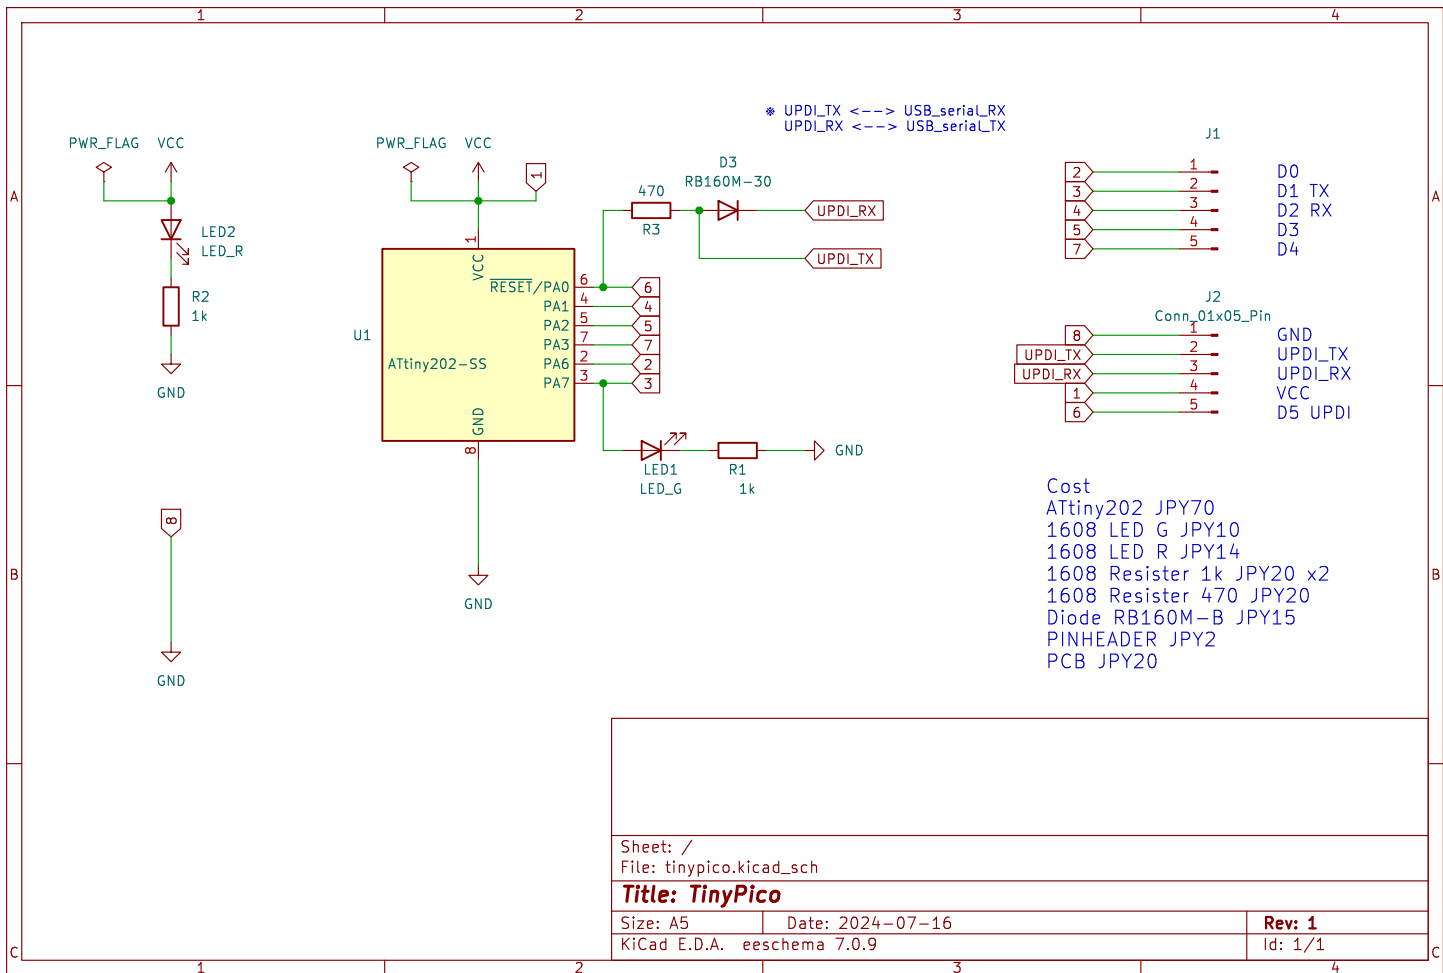 1 2 3 4
A
B
C
※ UPDI_TX <--> USB_serial_RX
UPDI_RX <--> USB_serial_TX
PWR_FLAG VCC
LED2
LED_R
R2
1k
GND
8
GND
PWR_FLAG VCC
1
1
VCC
U1
ATtiny202-SS
RESET/PA0 6 6
PA1 4 4
PA2 5 5
PA3 7 7
PA6 2 2
PA7 3 3
GND
8
GND
470
R3
D3
RB160M-30
UPDI_RX
UPDI_TX
LED1
LED_G
R1
1k
GND
J1
2 1 D0
3 2 D1 TX
4 3 D2 RX
5 4 D3
7 5 D4
J2
Conn_01x05_Pin
8 1 GND
UPDI_TX 2 UPDI_TX
UPDI_RX 3 UPDI_RX
1 4 VCC
6 5 D5 UPDI
Cost
ATtiny202 JPY70
1608 LED G JPY10
1608 LED R JPY14
1608 Resister 1k JPY20 x2
1608 Resister 470 JPY20
Diode RB160M-B JPY15
PINHEADER JPY2
PCB JPY20
A
B
C
Sheet: /
File: tinypico.kicad_sch
Title: TinyPico
Size: A5 Date: 2024-07-16 Rev: 1
KiCad E.D.A. eeschema 7.0.9 Id: 1/1
1 2 3 4